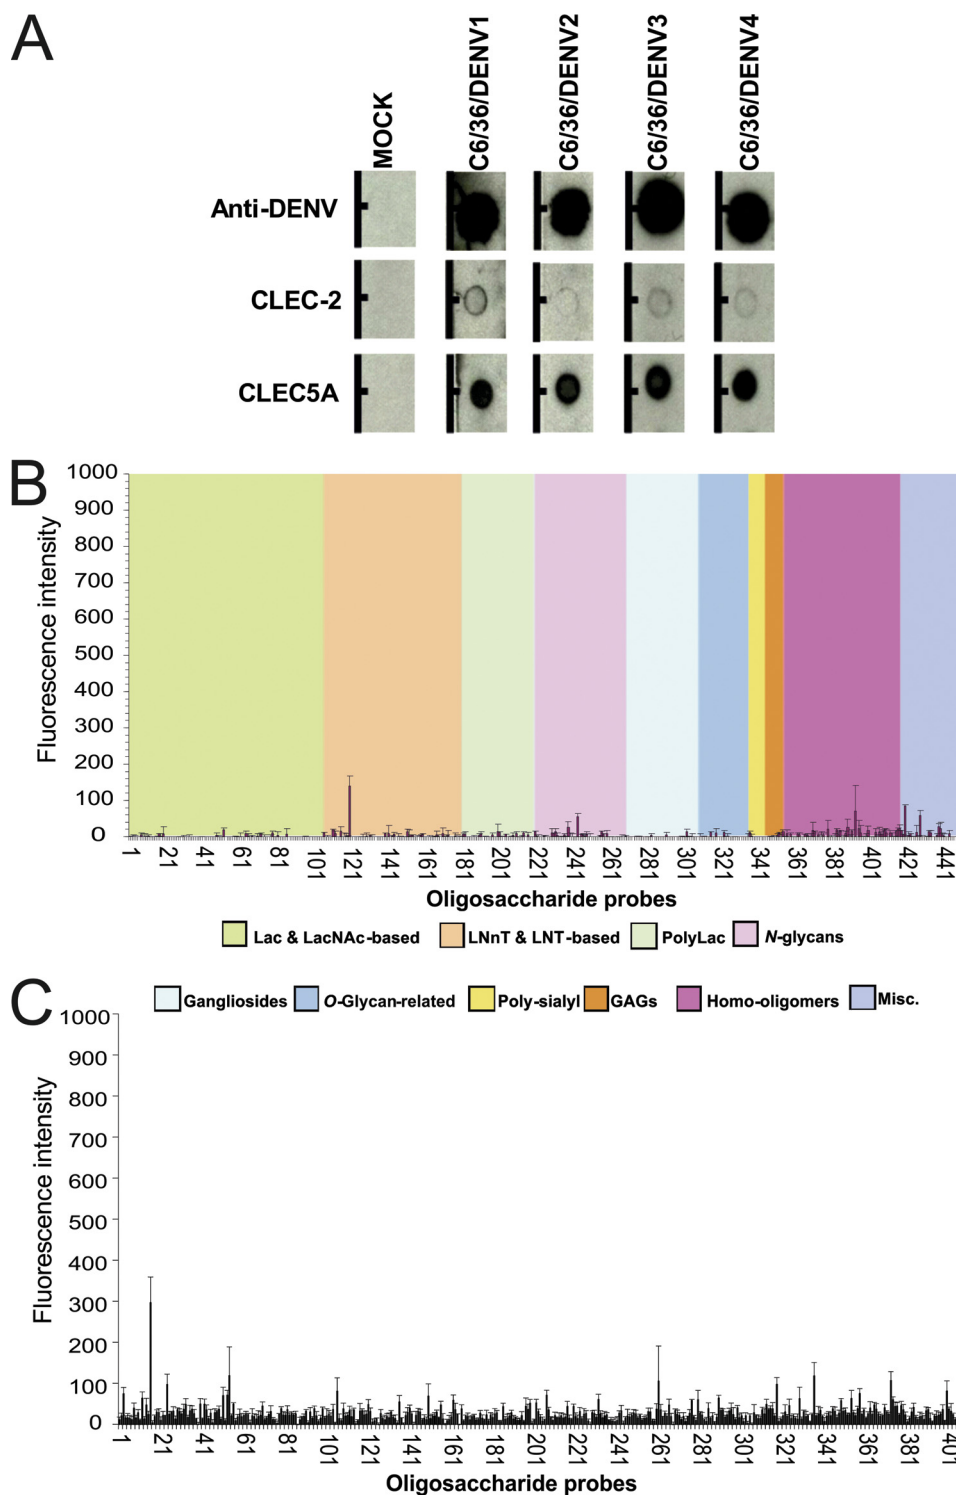 A
MOCK
C6/36/DENV1
C6/36/DENV2
C6/36/DENV3
C6/36/DENV4
Anti-DENV
CLEC-2
CLEC5A
B
Fluorescence intensity
1000
900
800
700
600
500
400
300
200
100
0
1 21 41 61 81 101 121 141 161 181 201 221 241 261 281 301 321 341 361 381 401 421 441
Oligosaccharide probes
Lac & LacNAc-based LNnT & LNT-based PolyLac N-glycans
Gangliosides O-Glycan-related Poly-sialyl GAGs Homo-oligomers Misc.
C
Fluorescence intensity
1000
900
800
700
600
500
400
300
200
100
0
1 21 41 61 81 101 121 141 161 181 201 221 241 261 281 301 321 341 361 381 401
Oligosaccharide probes